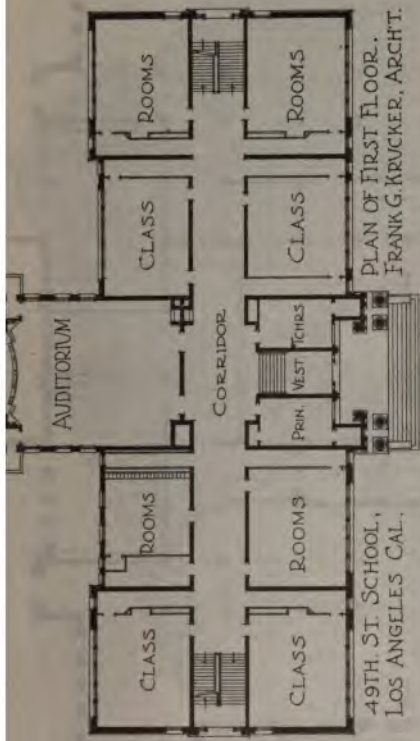 AUDITORIUM
CLASS
ROOMS
CLASS
ROOMS
CORRIDOR
CLASS
ROOMS
PRIN.
VEST
TCHRS
CLASS
ROOMS
49TH. ST. SCHOOL,
LOS ANGELES CAL.
PLAN OF FIRST FLOOR.
FRANK G. KRUCKER, ARCH'T.